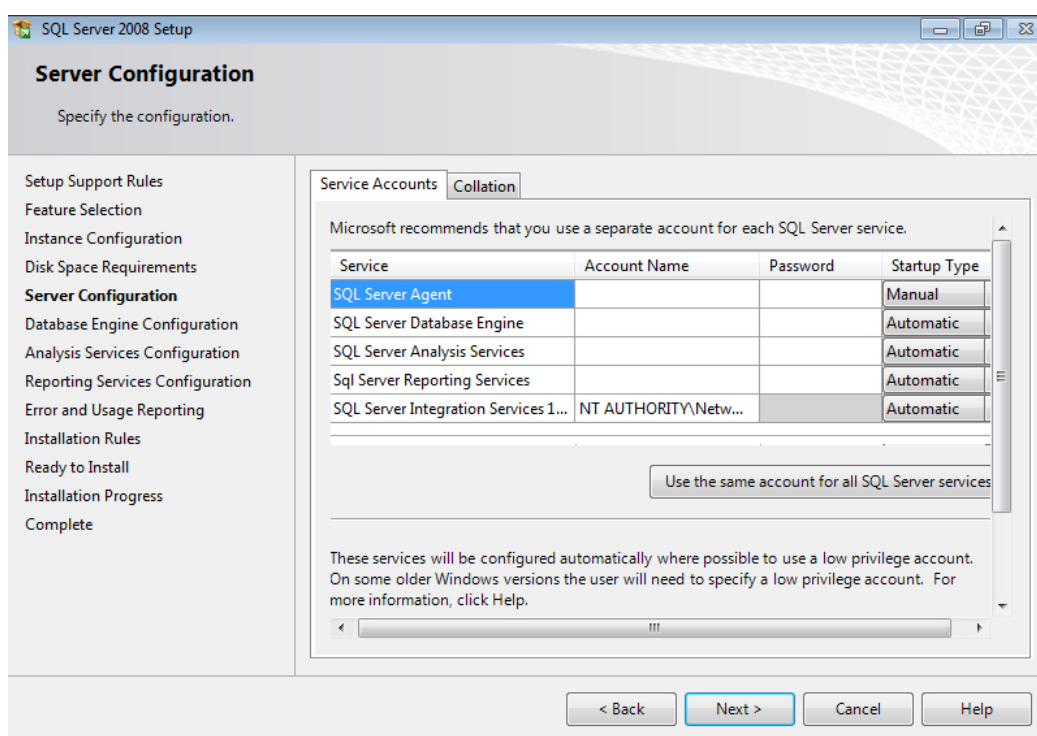 SQL Server 2008 Setup
Server Configuration
Specify the configuration.
Setup Support Rules
Feature Selection
Instance Configuration
Disk Space Requirements
Server Configuration
Database Engine Configuration
Analysis Services Configuration
Reporting Services Configuration
Error and Usage Reporting
Installation Rules
Ready to Install
Installation Progress
Complete
Service Accounts Collation
Microsoft recommends that you use a separate account for each SQL Server service.
Service Account Name Password Startup Type
SQL Server Agent Manual
SQL Server Database Engine Automatic
SQL Server Analysis Services Automatic
Sql Server Reporting Services Automatic
SQL Server Integration Services 1... NT AUTHORITY\Netw... Automatic
Use the same account for all SQL Server services
These services will be configured automatically where possible to use a low privilege account.
On some older Windows versions the user will need to specify a low privilege account. For
more information, click Help.
< Back Next > Cancel Help